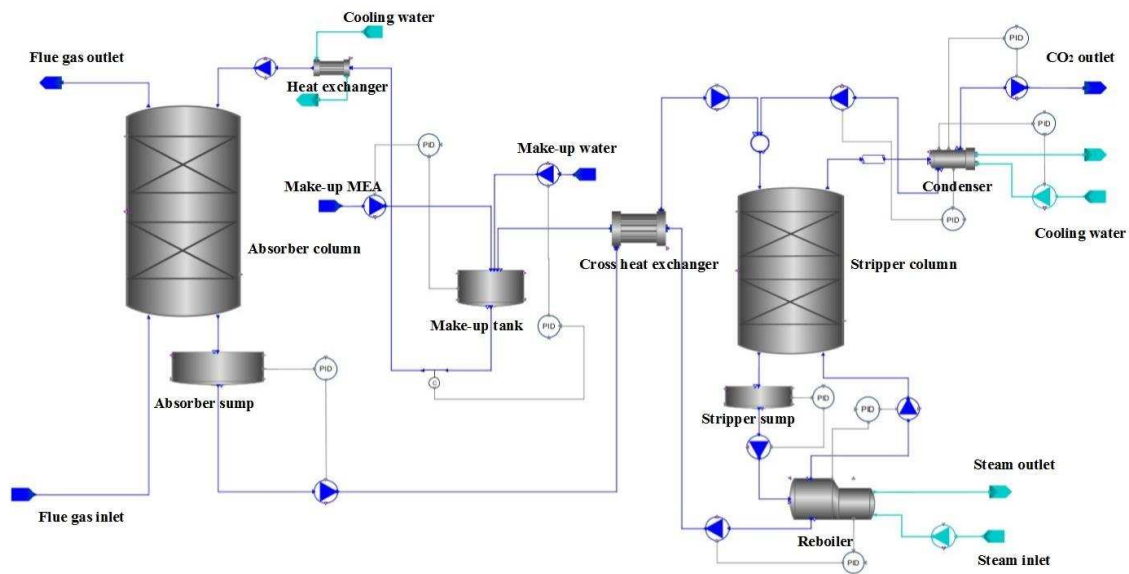 Cooling water
Flue gas outlet
Heat exchanger
PID
CO₂ outlet
PID
PID
Make-up water
Make-up MEA
Condenser
PID
Absorber column
Cross heat exchanger
Stripper column
Cooling water
Make-up tank
PID
PID
C
Absorber sump
Stripper sump
PID
PID
Steam outlet
Flue gas inlet
Reboiler
PID
Steam inlet